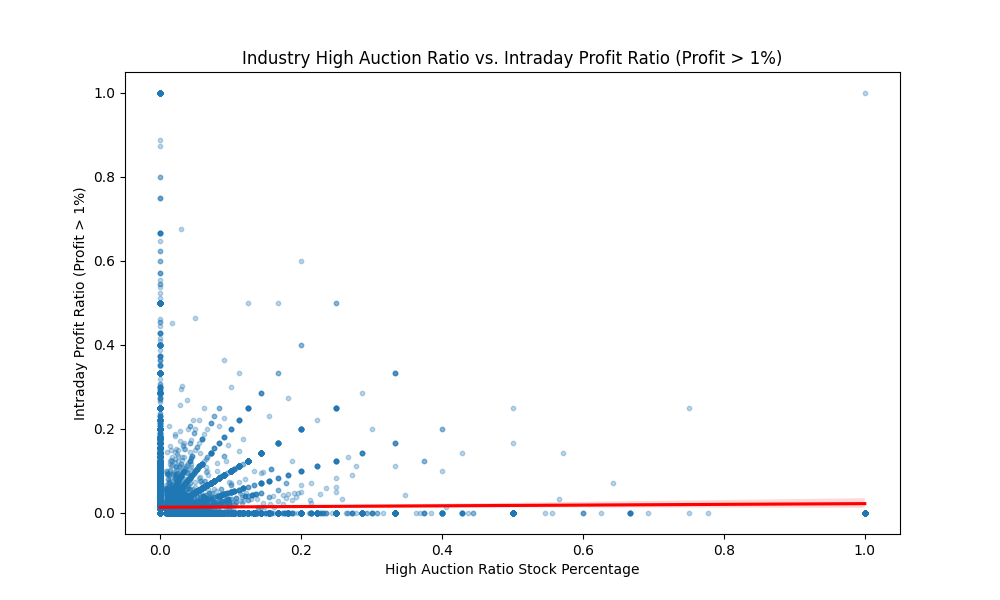 Industry High Auction Ratio vs. Intraday Profit Ratio (Profit > 1%)
Intraday Profit Ratio (Profit > 1%)
1.0
0.8
0.6
0.4
0.2
0.0
0.0 0.2 0.4 0.6 0.8 1.0
High Auction Ratio Stock Percentage